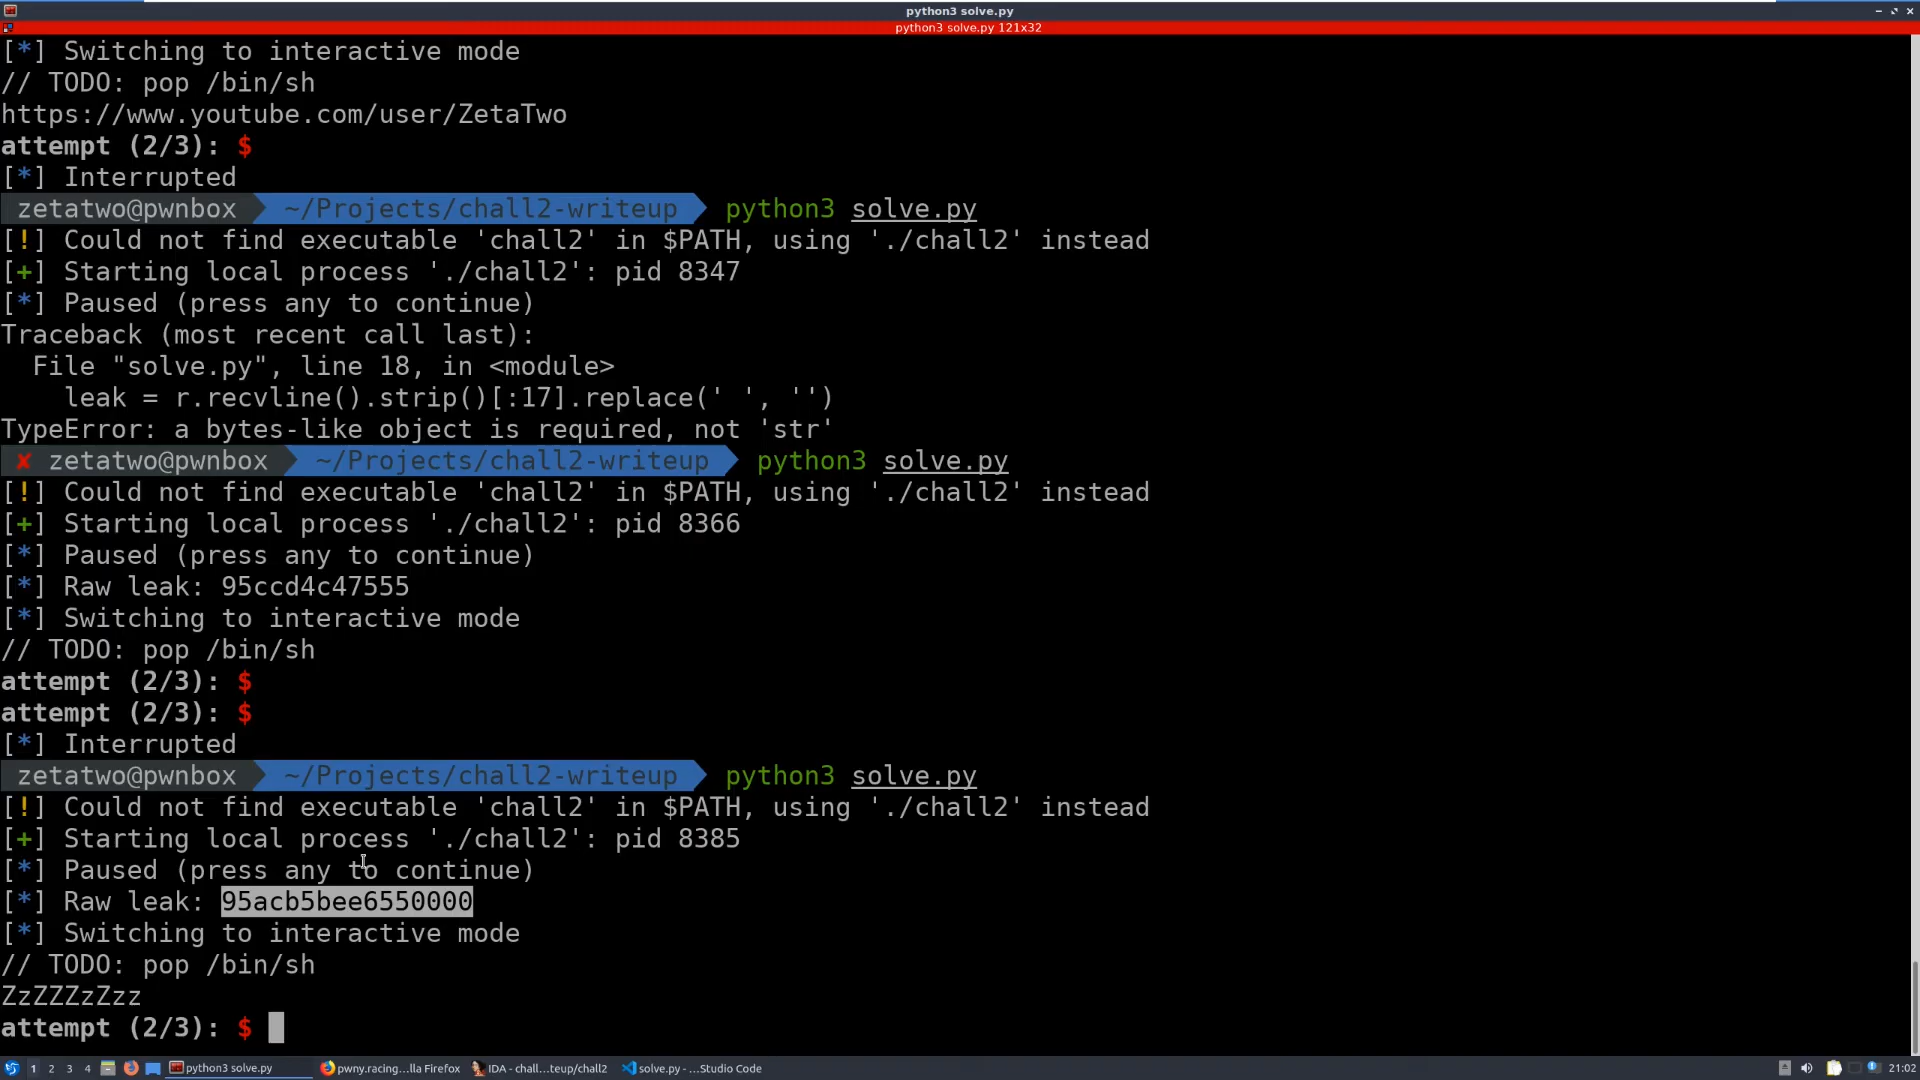 python3 solve.py
python3 solve.py 121x32
[*] Switching to interactive mode
// TODO: pop /bin/sh
https://www.youtube.com/user/ZetaTwo
attempt (2/3): $
[*] Interrupted
zetatwo@pwnbox ~/Projects/chall2-writeup python3 solve.py
[!] Could not find executable 'chall2' in $PATH, using './chall2' instead
[+] Starting local process './chall2': pid 8347
[*] Paused (press any to continue)
Traceback (most recent call last):
  File "solve.py", line 18, in <module>
    leak = r.recvline().strip()[:17].replace(' ', '')
TypeError: a bytes-like object is required, not 'str'
✘ zetatwo@pwnbox ~/Projects/chall2-writeup python3 solve.py
[!] Could not find executable 'chall2' in $PATH, using './chall2' instead
[+] Starting local process './chall2': pid 8366
[*] Paused (press any to continue)
[*] Raw leak: 95ccd4c47555
[*] Switching to interactive mode
// TODO: pop /bin/sh
attempt (2/3): $
attempt (2/3): $
[*] Interrupted
zetatwo@pwnbox ~/Projects/chall2-writeup python3 solve.py
[!] Could not find executable 'chall2' in $PATH, using './chall2' instead
[+] Starting local process './chall2': pid 8385
[*] Paused (press any to continue)
[*] Raw leak: 95acb5bee6550000
[*] Switching to interactive mode
// TODO: pop /bin/sh
ZzZZZzZzz
attempt (2/3): $
1 2 3 4 python3 solve.py pwny.racing...lla Firefox IDA - chall...teup/chall2 solve.py - ...Studio Code 21:02